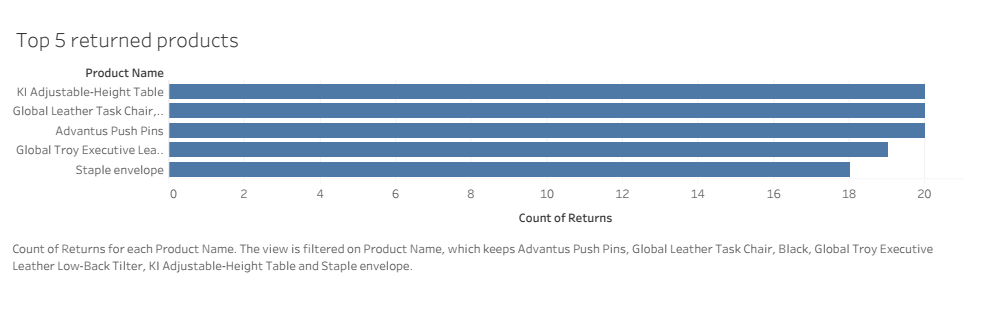 Top 5 returned products
Product Name
KI Adjustable-Height Table
Global Leather Task Chair,..
Advantus Push Pins
Global Troy Executive Lea..
Staple envelope
0 2 4 6 8 10 12 14 16 18 20
Count of Returns
Count of Returns for each Product Name. The view is filtered on Product Name, which keeps Advantus Push Pins, Global Leather Task Chair, Black, Global Troy Executive
Leather Low-Back Tilter, KI Adjustable-Height Table and Staple envelope.